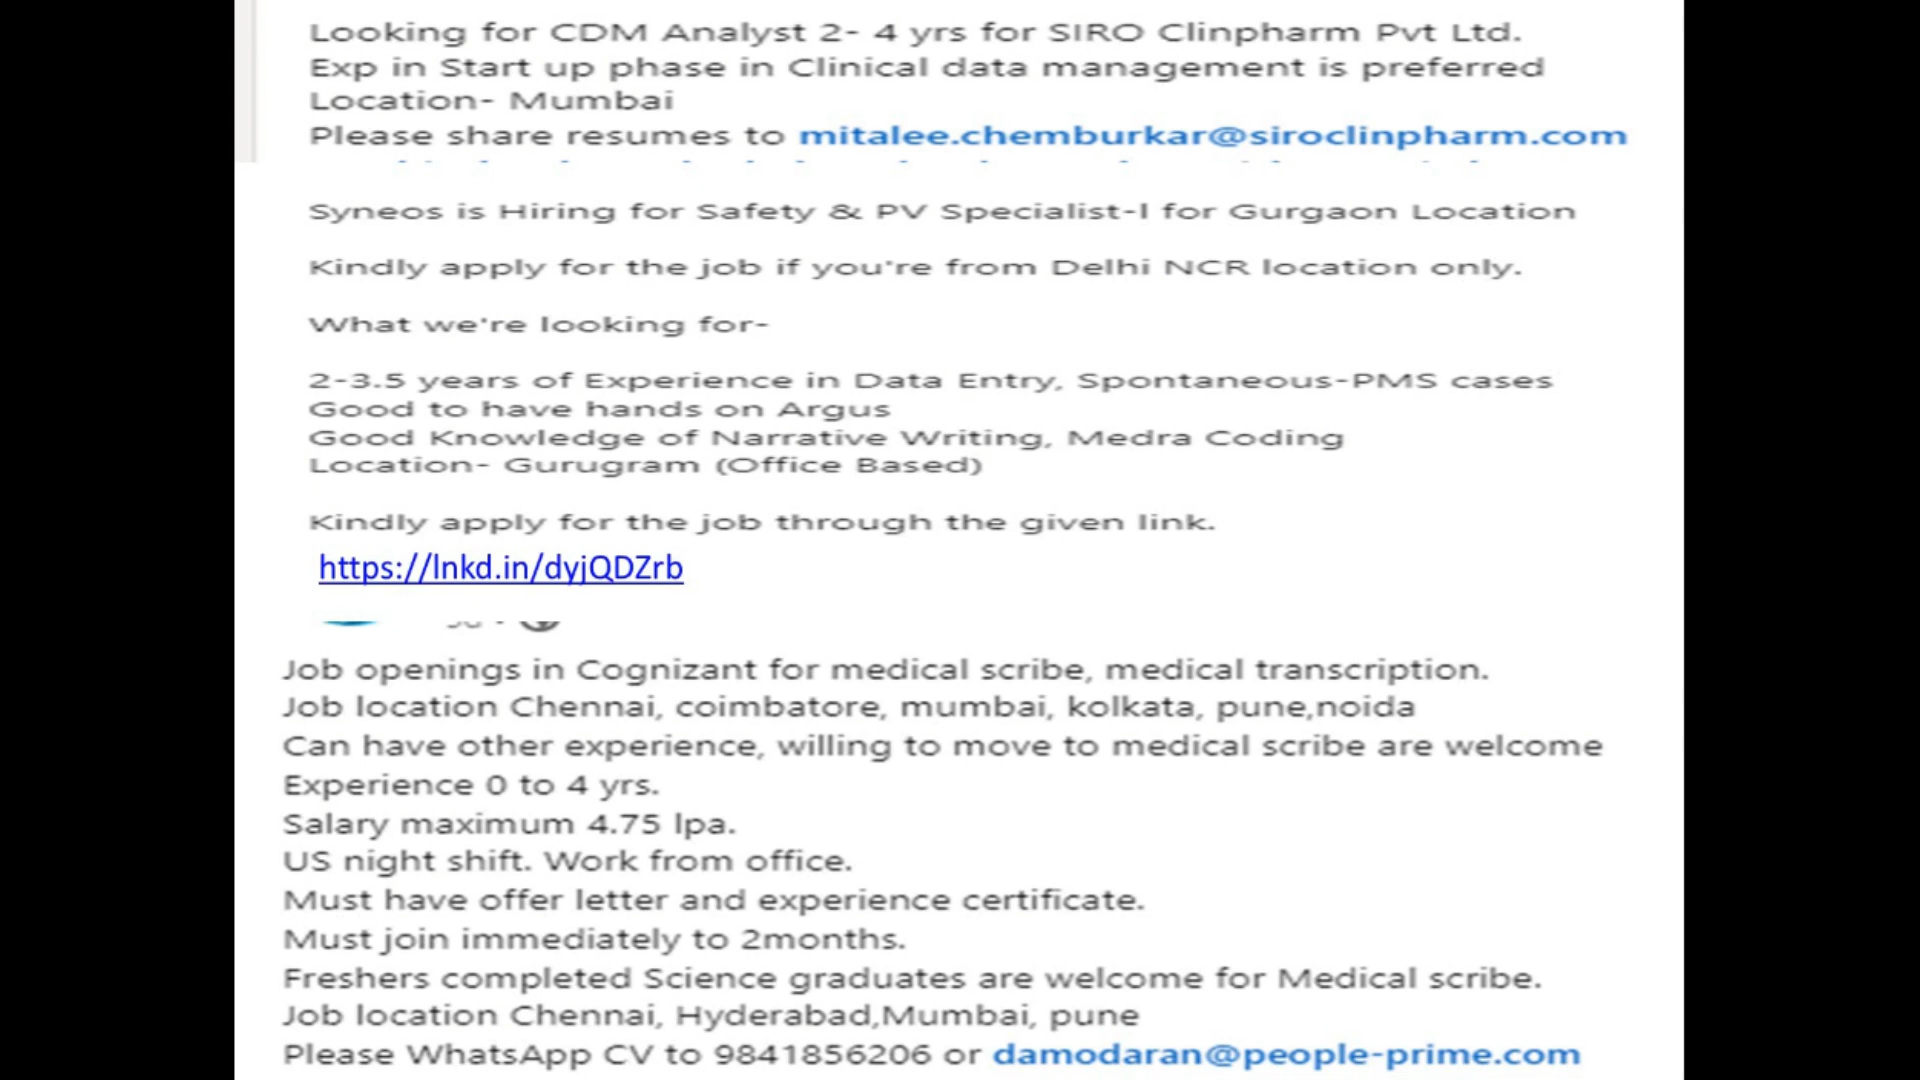 Looking for CDM Analyst 2- 4 yrs for SIRO Clinpharm Pvt Ltd.
Exp in Start up phase in Clinical data management is preferred
Location- Mumbai
Please share resumes to mitalee.chemburkar@siroclinpharm.com
Syneos is Hiring for Safety & PV Specialist-I for Gurgaon Location
Kindly apply for the job if you're from Delhi NCR location only.
What we're looking for-
2-3.5 years of Experience in Data Entry, Spontaneous-PMS cases
Good to have hands on Argus
Good Knowledge of Narrative Writing, Medra Coding
Location- Gurugram (Office Based)
Kindly apply for the job through the given link.
https://lnkd.in/dyjQDZrb
Job openings in Cognizant for medical scribe, medical transcription.
Job location Chennai, coimbatore, mumbai, kolkata, pune,noida
Can have other experience, willing to move to medical scribe are welcome
Experience 0 to 4 yrs.
Salary maximum 4.75 lpa.
US night shift. Work from office.
Must have offer letter and experience certificate.
Must join immediately to 2months.
Freshers completed Science graduates are welcome for Medical scribe.
Job location Chennai, Hyderabad,Mumbai, pune
Please WhatsApp CV to 9841856206 or damodaran@people-prime.com